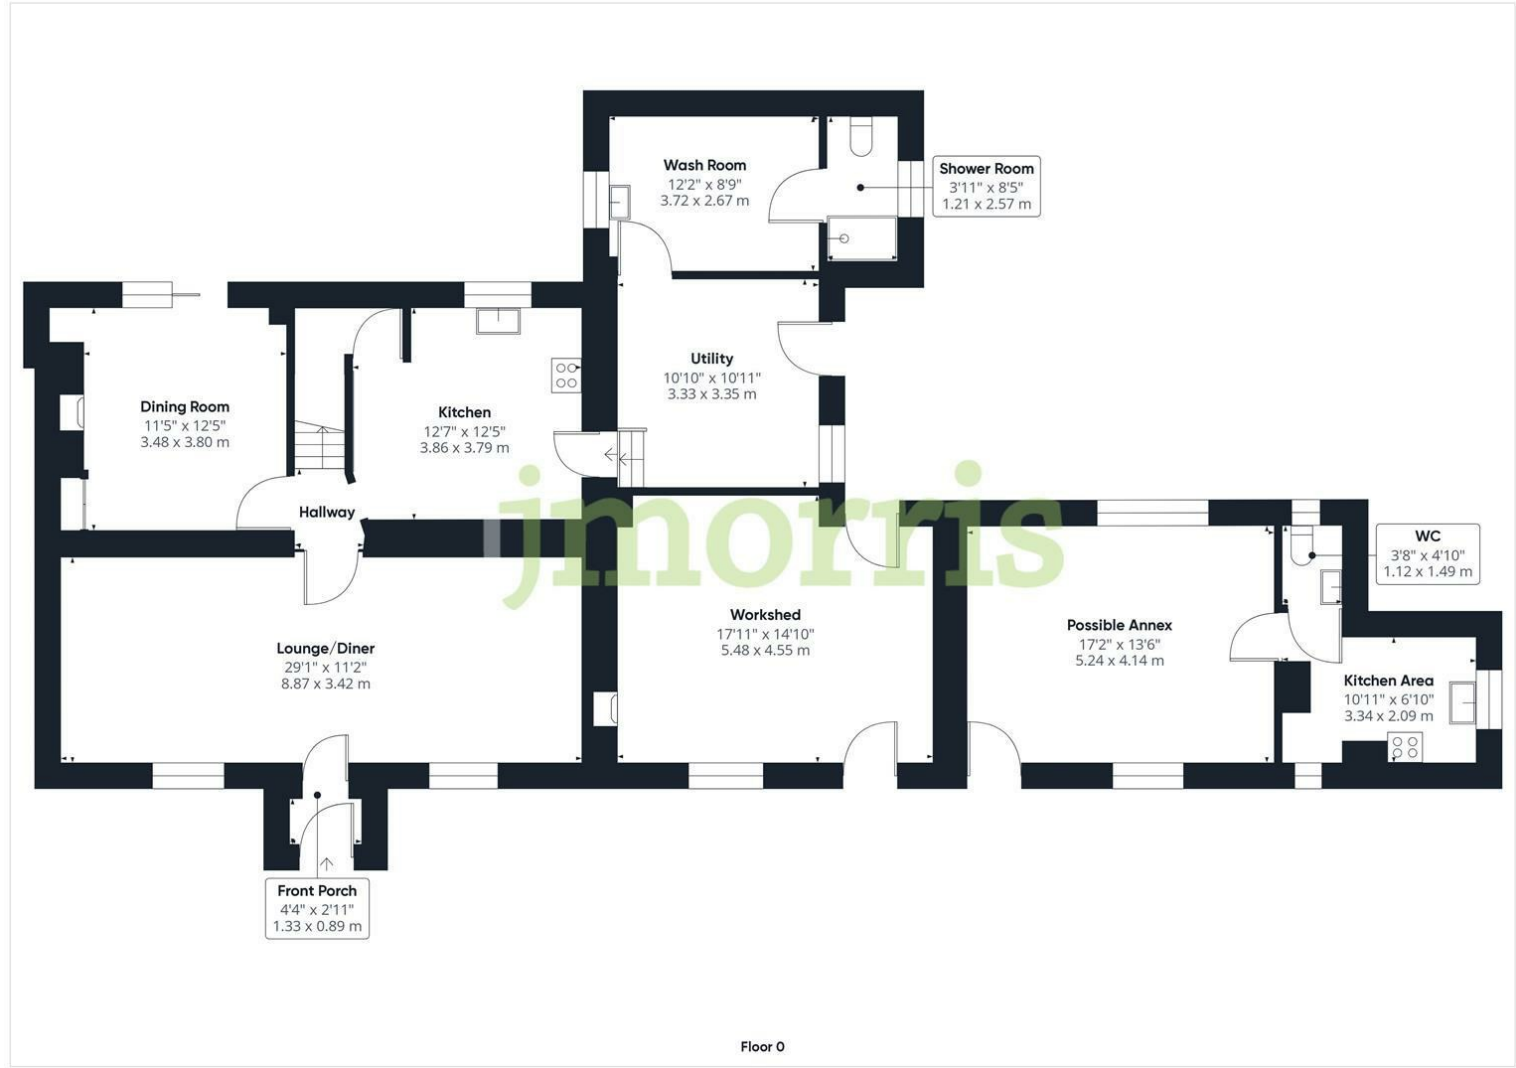 Wash Room
12'2" x 8'9"
3.72 x 2.67 m
Shower Room
3'11" x 8'5"
1.21 x 2.57 m
Utility
10'10" x 10'11"
3.33 x 3.35 m
Dining Room
11'5" x 12'5"
3.48 x 3.80 m
Kitchen
12'7" x 12'5"
3.86 x 3.79 m
Hallway
jmorris
WC
3'8" x 4'10"
1.12 x 1.49 m
Workshed
17'11" x 14'10"
5.48 x 4.55 m
Possible Annex
17'2" x 13'6"
5.24 x 4.14 m
Lounge/Diner
29'1" x 11'2"
8.87 x 3.42 m
Kitchen Area
10'11" x 6'10"
3.34 x 2.09 m
Front Porch
4'4" x 2'11"
1.33 x 0.89 m
Floor 0